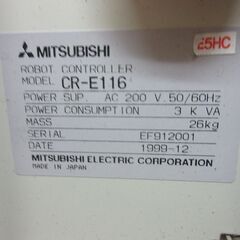 MITSUBISHI
25HC
ROBOT CONTROLLER
MODEL CR-E116
POWER SUP. AC 200 V.50/60Hz
POWER CONSUMPTION 3 K VA
MASS 26kg
SERIAL EF912001
DATE 1999-12
MITSUBISHI ELECTRIC CORPORATION
MADE IN JAPAN